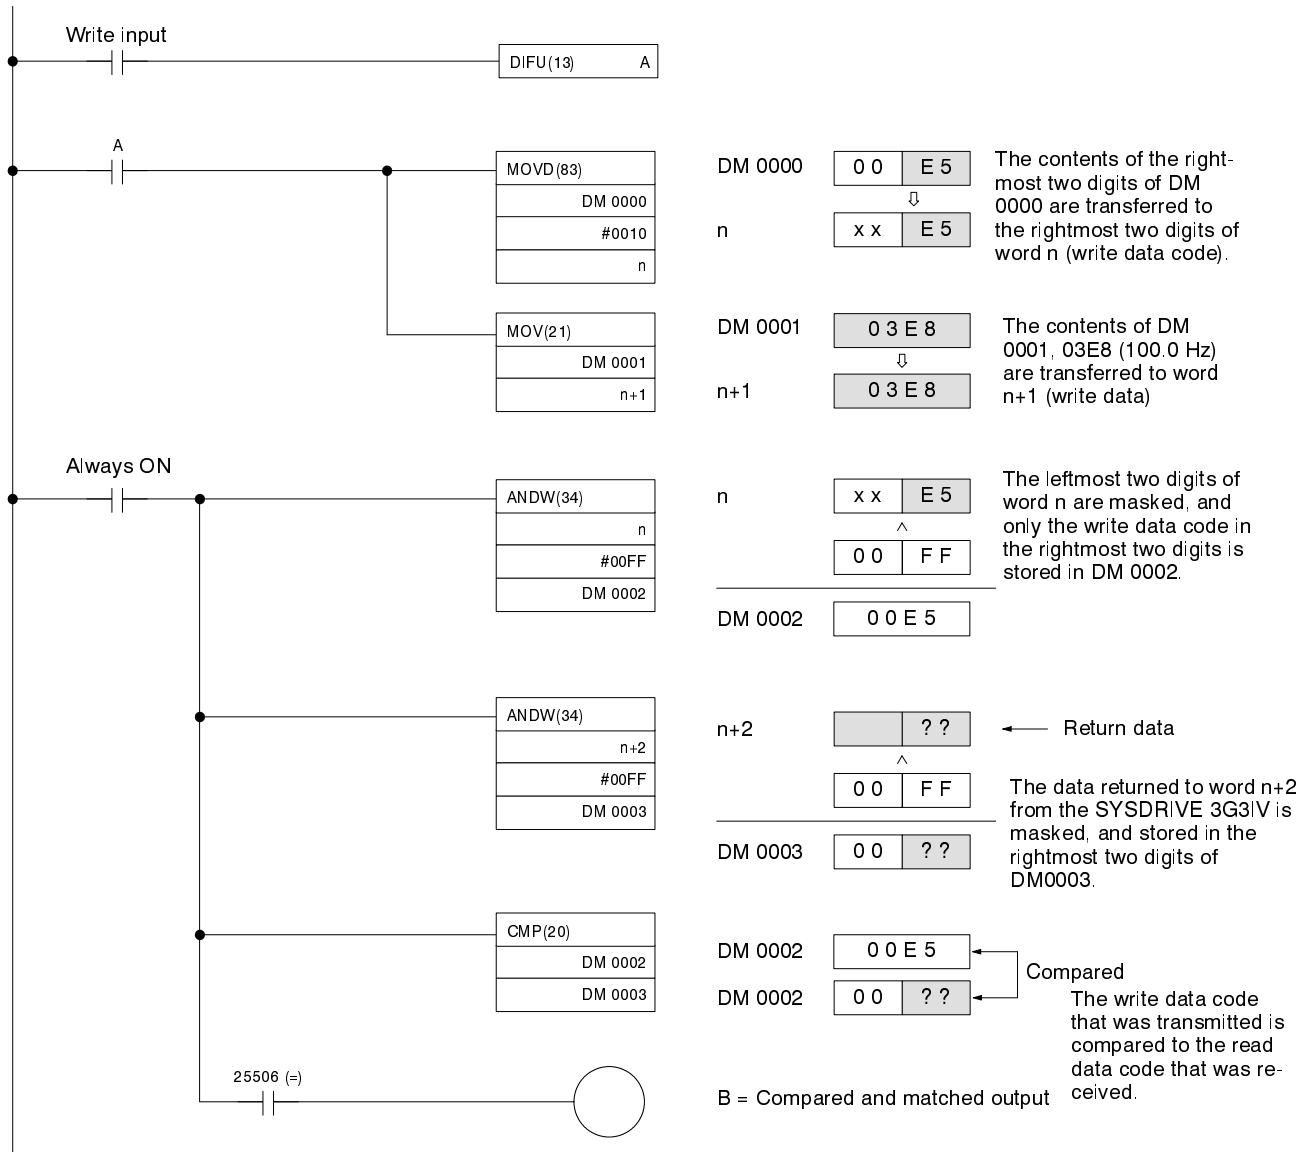 Write input
DIFU(13) A
A
MOVD(83)
DM 0000
#0010
n
DM 0000 0 0 E 5
n x x E 5
The contents of the right-
most two digits of DM
0000 are transferred to
the rightmost two digits of
word n (write data code).
MOV(21)
DM 0001
n+1
DM 0001 0 3 E 8
n+1 0 3 E 8
The contents of DM
0001, 03E8 (100.0 Hz)
are transferred to word
n+1 (write data)
Always ON
ANDW(34)
n
#00FF
DM 0002
n x x E 5
^
0 0 F F
DM 0002 0 0 E 5
The leftmost two digits of
word n are masked, and
only the write data code in
the rightmost two digits is
stored in DM 0002.
ANDW(34)
n+2
#00FF
DM 0003
n+2 ? ?
^
0 0 F F
DM 0003 0 0 ? ?
Return data
The data returned to word n+2
from the SYSDRIVE 3G3IV is
masked, and stored in the
rightmost two digits of
DM0003.
CMP(20)
DM 0002
DM 0003
DM 0002 0 0 E 5
DM 0002 0 0 ? ?
Compared
The write data code
that was transmitted is
compared to the read
data code that was re-
ceived.
25506 (=)
B = Compared and matched output